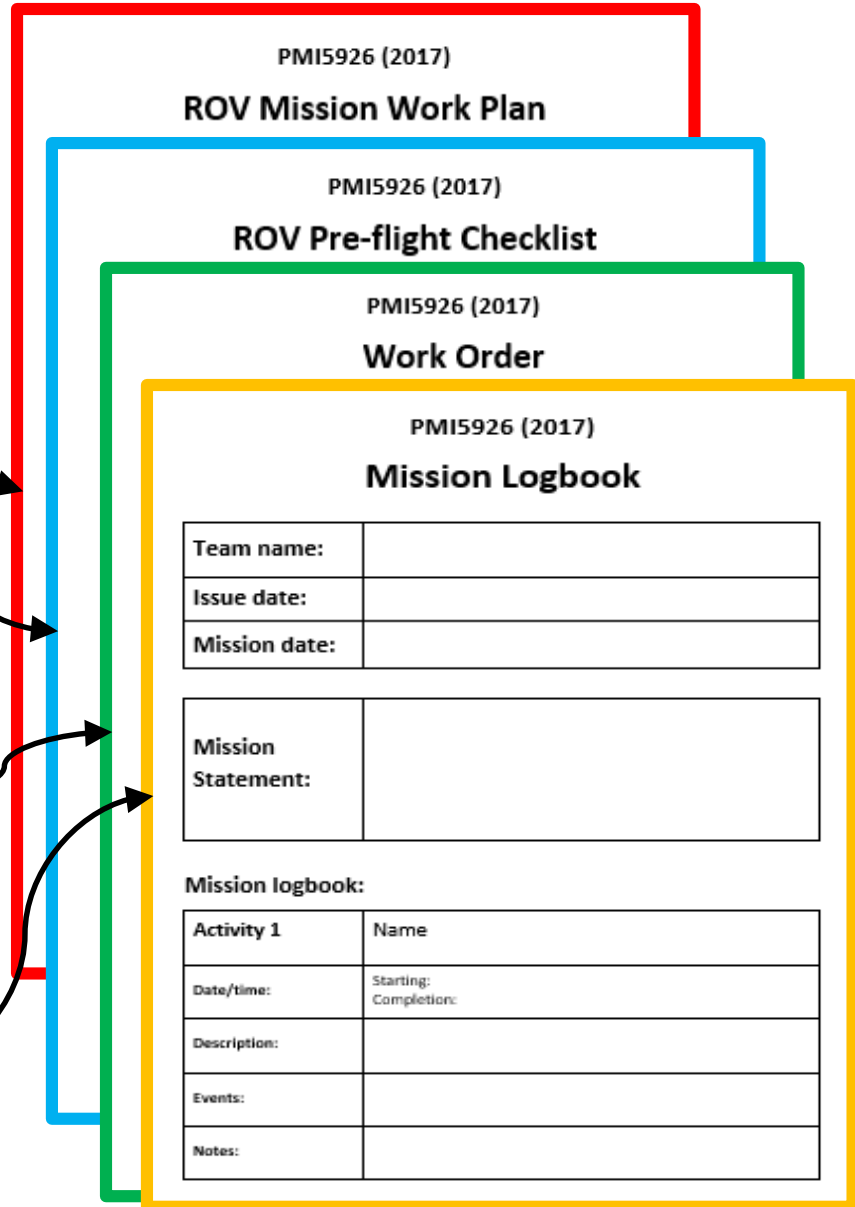 PMI5926 (2017)
ROV Mission Work Plan
PMI5926 (2017)
ROV Pre-flight Checklist
PMI5926 (2017)
Work Order
PMI5926 (2017)
Mission Logbook
Team name:
Issue date:
Mission date:
Mission
Statement:
Mission logbook:
Activity 1 Name
Date/time: Starting:
Completion:
Description:
Events:
Notes: